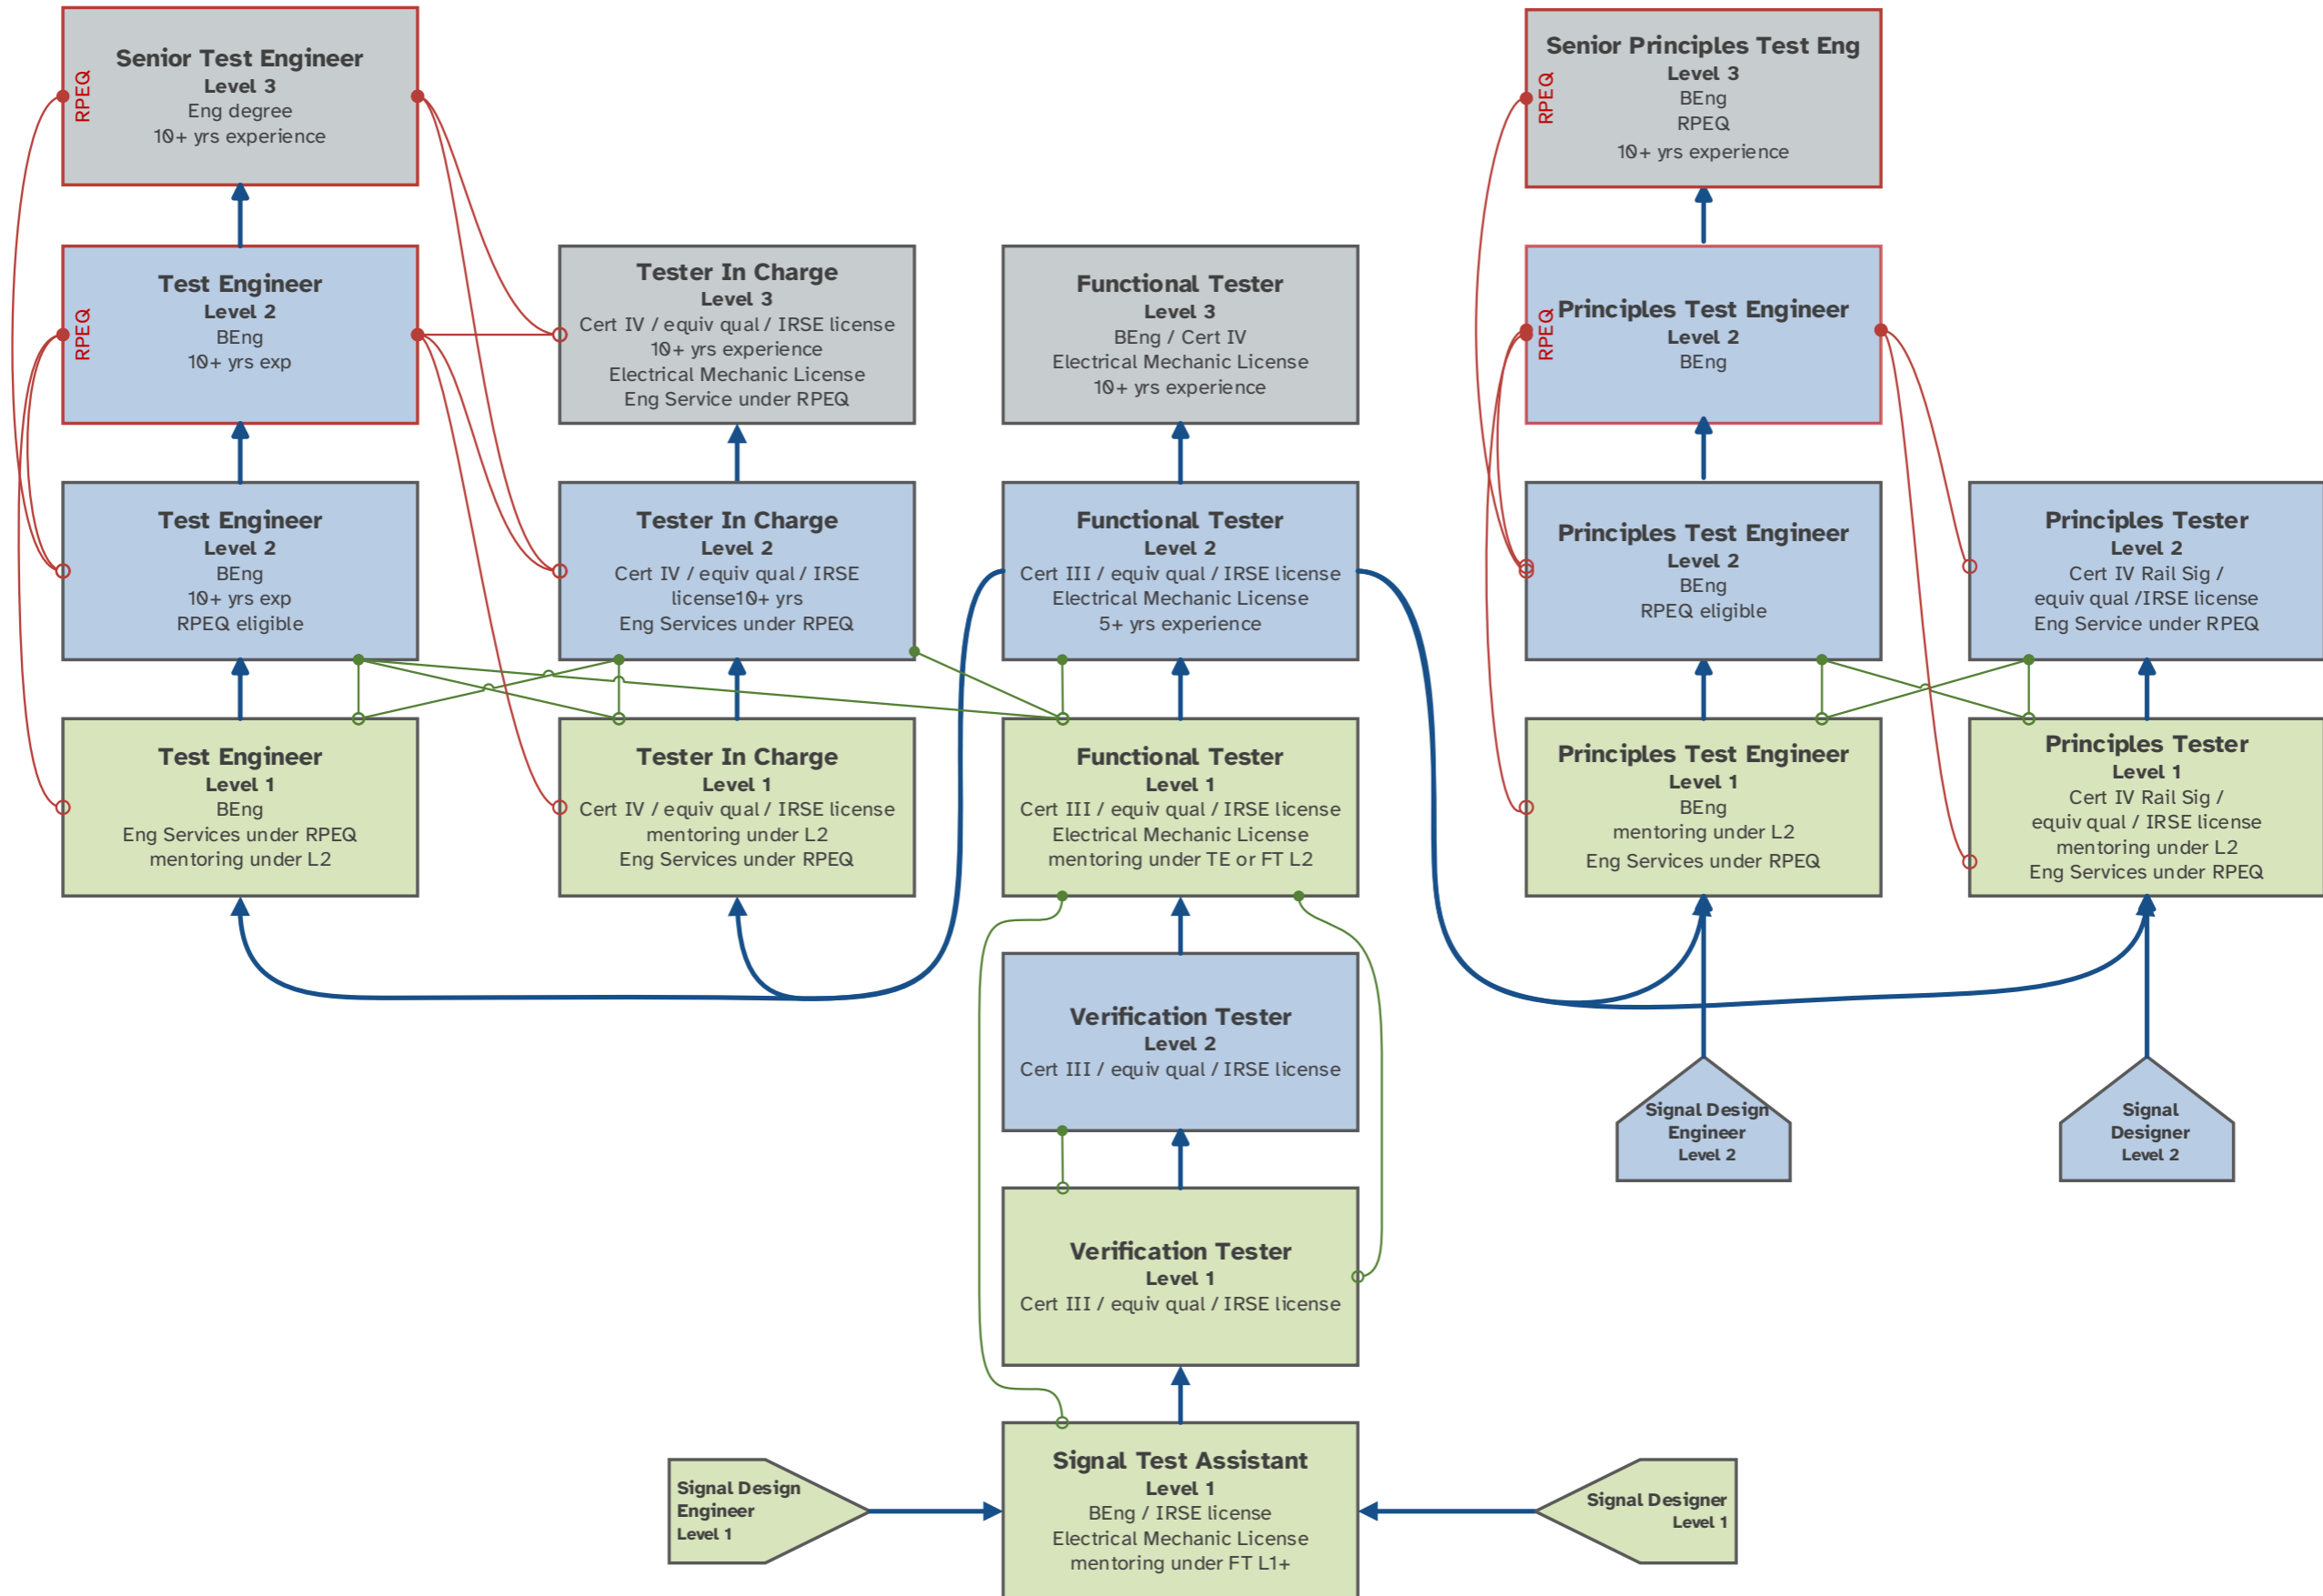 Senior Test Engineer
Level 3
Eng degree
10+ yrs experience
RPEQ
Senior Principles Test Eng
Level 3
BEng
RPEQ
10+ yrs experience
RPEQ
Test Engineer
Level 2
BEng
10+ yrs exp
RPEQ
Tester In Charge
Level 3
Cert IV / equiv qual / IRSE license
10+ yrs experience
Electrical Mechanic License
Eng Service under RPEQ
Functional Tester
Level 3
BEng / Cert IV
Electrical Mechanic License
10+ yrs experience
Principles Test Engineer
Level 2
BEng
RPEQ
Test Engineer
Level 2
BEng
10+ yrs exp
RPEQ eligible
Tester In Charge
Level 2
Cert IV / equiv qual / IRSE
license10+ yrs
Eng Services under RPEQ
Functional Tester
Level 2
Cert III / equiv qual / IRSE license
Electrical Mechanic License
5+ yrs experience
Principles Test Engineer
Level 2
BEng
RPEQ eligible
Principles Tester
Level 2
Cert IV Rail Sig /
equiv qual /IRSE license
Eng Service under RPEQ
Test Engineer
Level 1
BEng
Eng Services under RPEQ
mentoring under L2
Tester In Charge
Level 1
Cert IV / equiv qual / IRSE license
mentoring under L2
Eng Services under RPEQ
Functional Tester
Level 1
Cert III / equiv qual / IRSE license
Electrical Mechanic License
mentoring under TE or FT L2
Principles Test Engineer
Level 1
BEng
mentoring under L2
Eng Services under RPEQ
Principles Tester
Level 1
Cert IV Rail Sig /
equiv qual / IRSE license
mentoring under L2
Eng Services under RPEQ
Verification Tester
Level 2
Cert III / equiv qual / IRSE license
Signal Design
Engineer
Level 2
Signal
Designer
Level 2
Verification Tester
Level 1
Cert III / equiv qual / IRSE license
Signal Design
Engineer
Level 1
Signal Test Assistant
Level 1
BEng / IRSE license
Electrical Mechanic License
mentoring under FT L1+
Signal Designer
Level 1